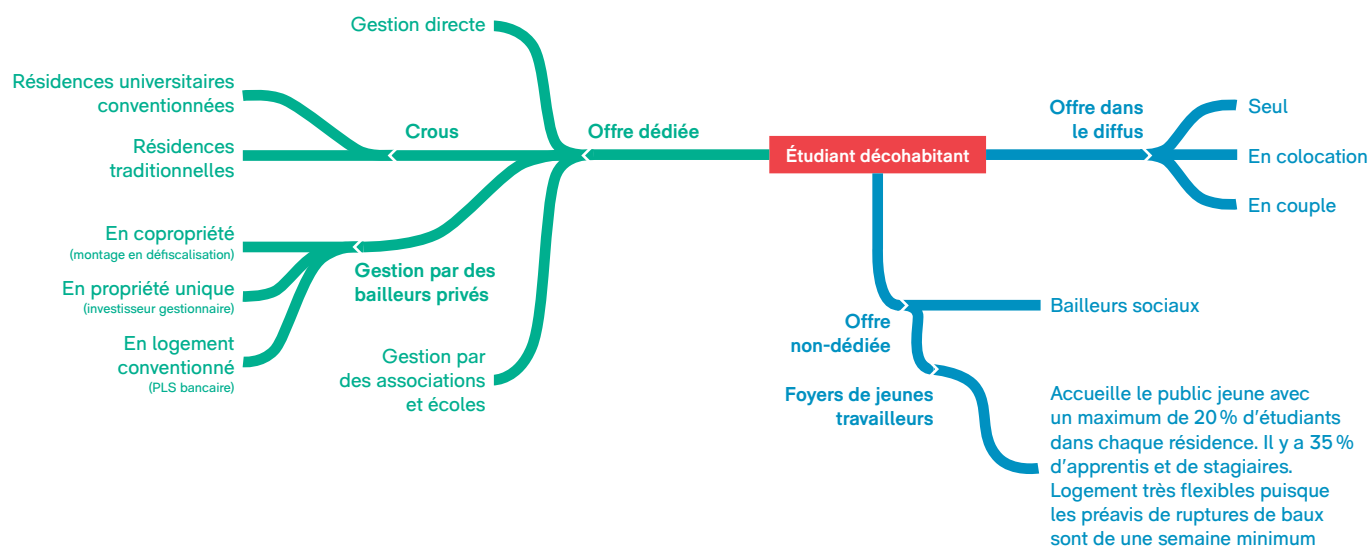 Gestion directe
Résidences universitaires
conventionnées
Résidences
traditionnelles
Crous
Offre dédiée
En copropriété
(montage en défiscalisation)
En propriété unique
(investisseur gestionnaire)
En logement
conventionné
(PLS bancaire)
Gestion par des
bailleurs privés
Gestion par
des associations
et écoles
Étudiant décohabitant
Offre dans
le diffus
Seul
En colocation
En couple
Offre
non-dédiée
Bailleurs sociaux
Foyers de jeunes
travailleurs
Accueille le public jeune avec
un maximum de 20 % d'étudiants
dans chaque résidence. Il y a 35 %
d'apprentis et de stagiaires.
Logement très flexibles puisque
les préavis de ruptures de baux
sont de une semaine minimum